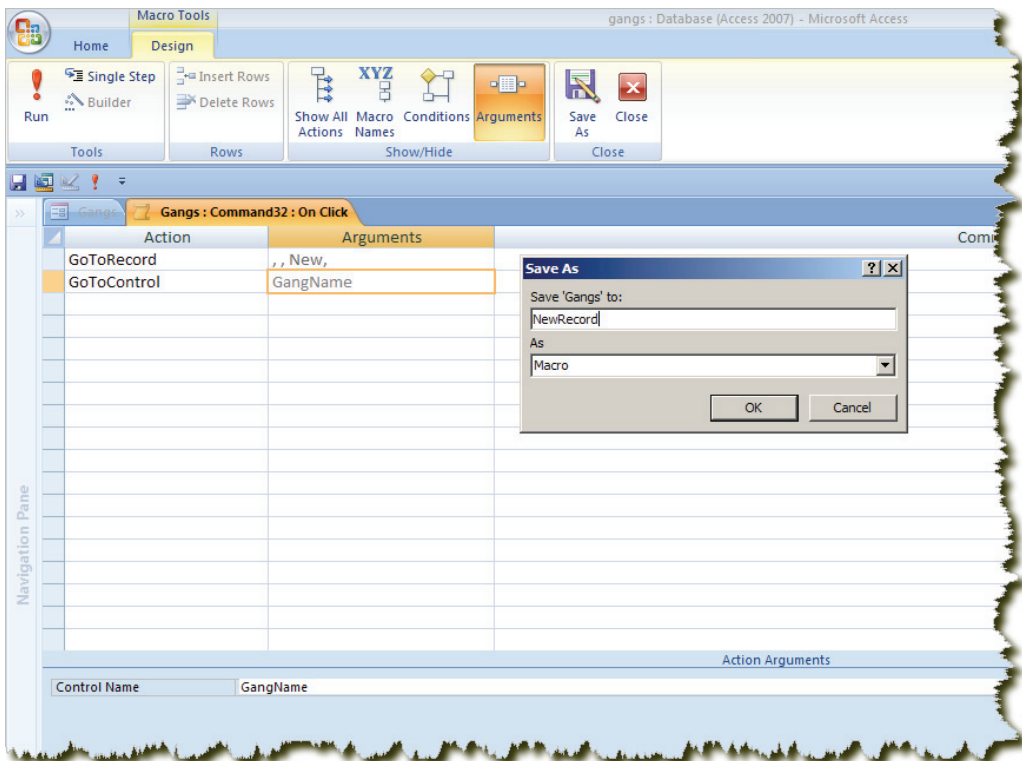 Macro Tools
gangs : Database (Access 2007) - Microsoft Access
Home Design
Run
Single Step
Builder
Tools
Insert Rows
Delete Rows
Rows
Show All Actions
XYZ
Macro Names
Conditions
Arguments
Show/Hide
Save As
Close
Close
Gangs
Gangs : Command32 : On Click
Action Arguments
GoToRecord , , New,
GoToControl GangName
Save As
Save 'Gangs' to:
NewRecord
As
Macro
OK Cancel
Navigation Pane
Action Arguments
Control Name GangName